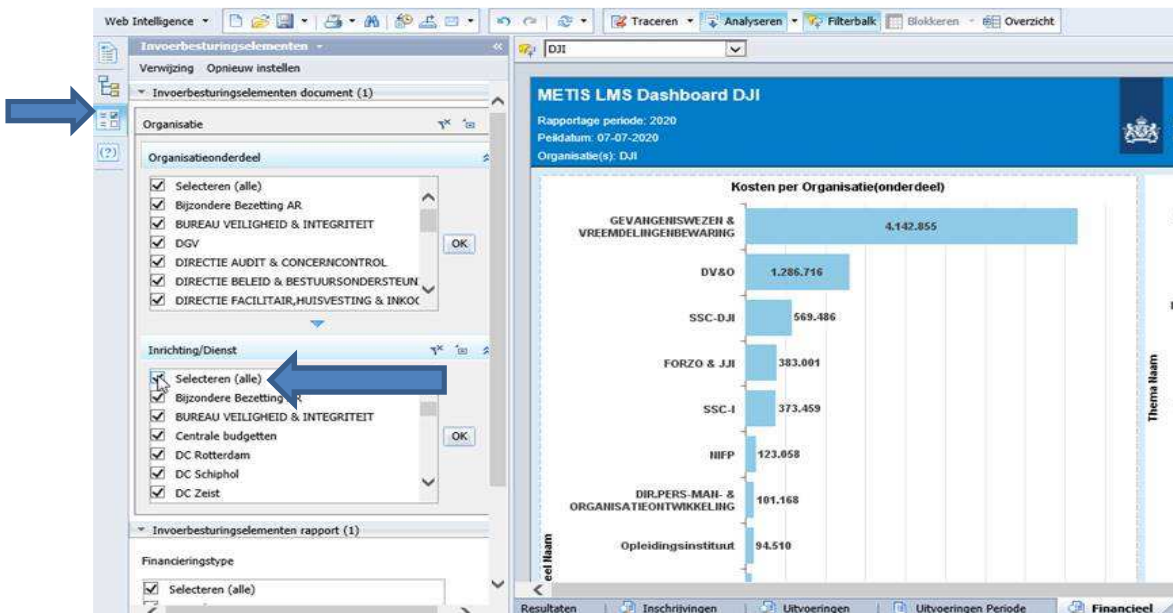 Web Intelligence
Traceren
Analyseren
Filterbalk
Blokkeren
Overzicht
Invoerbesturingselementen
Verwijzing Opnieuw instellen
Invoerbesturingselementen document (1)
Organisatie
Organisatieonderdeel
Selecteren (alle)
Bijzondere Bezetting AR
BUREAU VEILIGHEID & INTEGRITEIT
DGV
DIRECTIE AUDIT & CONCERNCONTROL
DIRECTIE BELEID & BESTUURSONDERSTEUN
DIRECTIE FACILITAIR,HUISVESTING & INKO
OK
Inrichting/Dienst
Selecteren (alle)
Bijzondere Bezetting
BUREAU VEILIGHEID & INTEGRITEIT
Centrale budgetten
DC Rotterdam
DC Schiphol
DC Zeist
OK
Invoerbesturingselementen rapport (1)
Financieringstype
Selecteren (alle)
DJI
METIS LMS Dashboard DJI
Rapportage periode: 2020
Peildatum: 07-07-2020
Organisatie(s): DJI
Kosten per Organisatie(onderdeel)
GEVANGENISWEZEN &
VREEMDELINGENBEWARING
4.142.855
DV&O
1.286.716
SSC-DJI
569.486
FORZO & JJI
383.001
SSC-I
373.459
NIFP
123.058
DIR.PERS-MAN- &
ORGANISATIEONTWIKKELING
101.168
Opleidingsinstituut
94.510
eel Naam
Thema Naam
Resultaten
Inschrijvingen
Uitvoeringen
Uitvoeringen Periode
Financieel